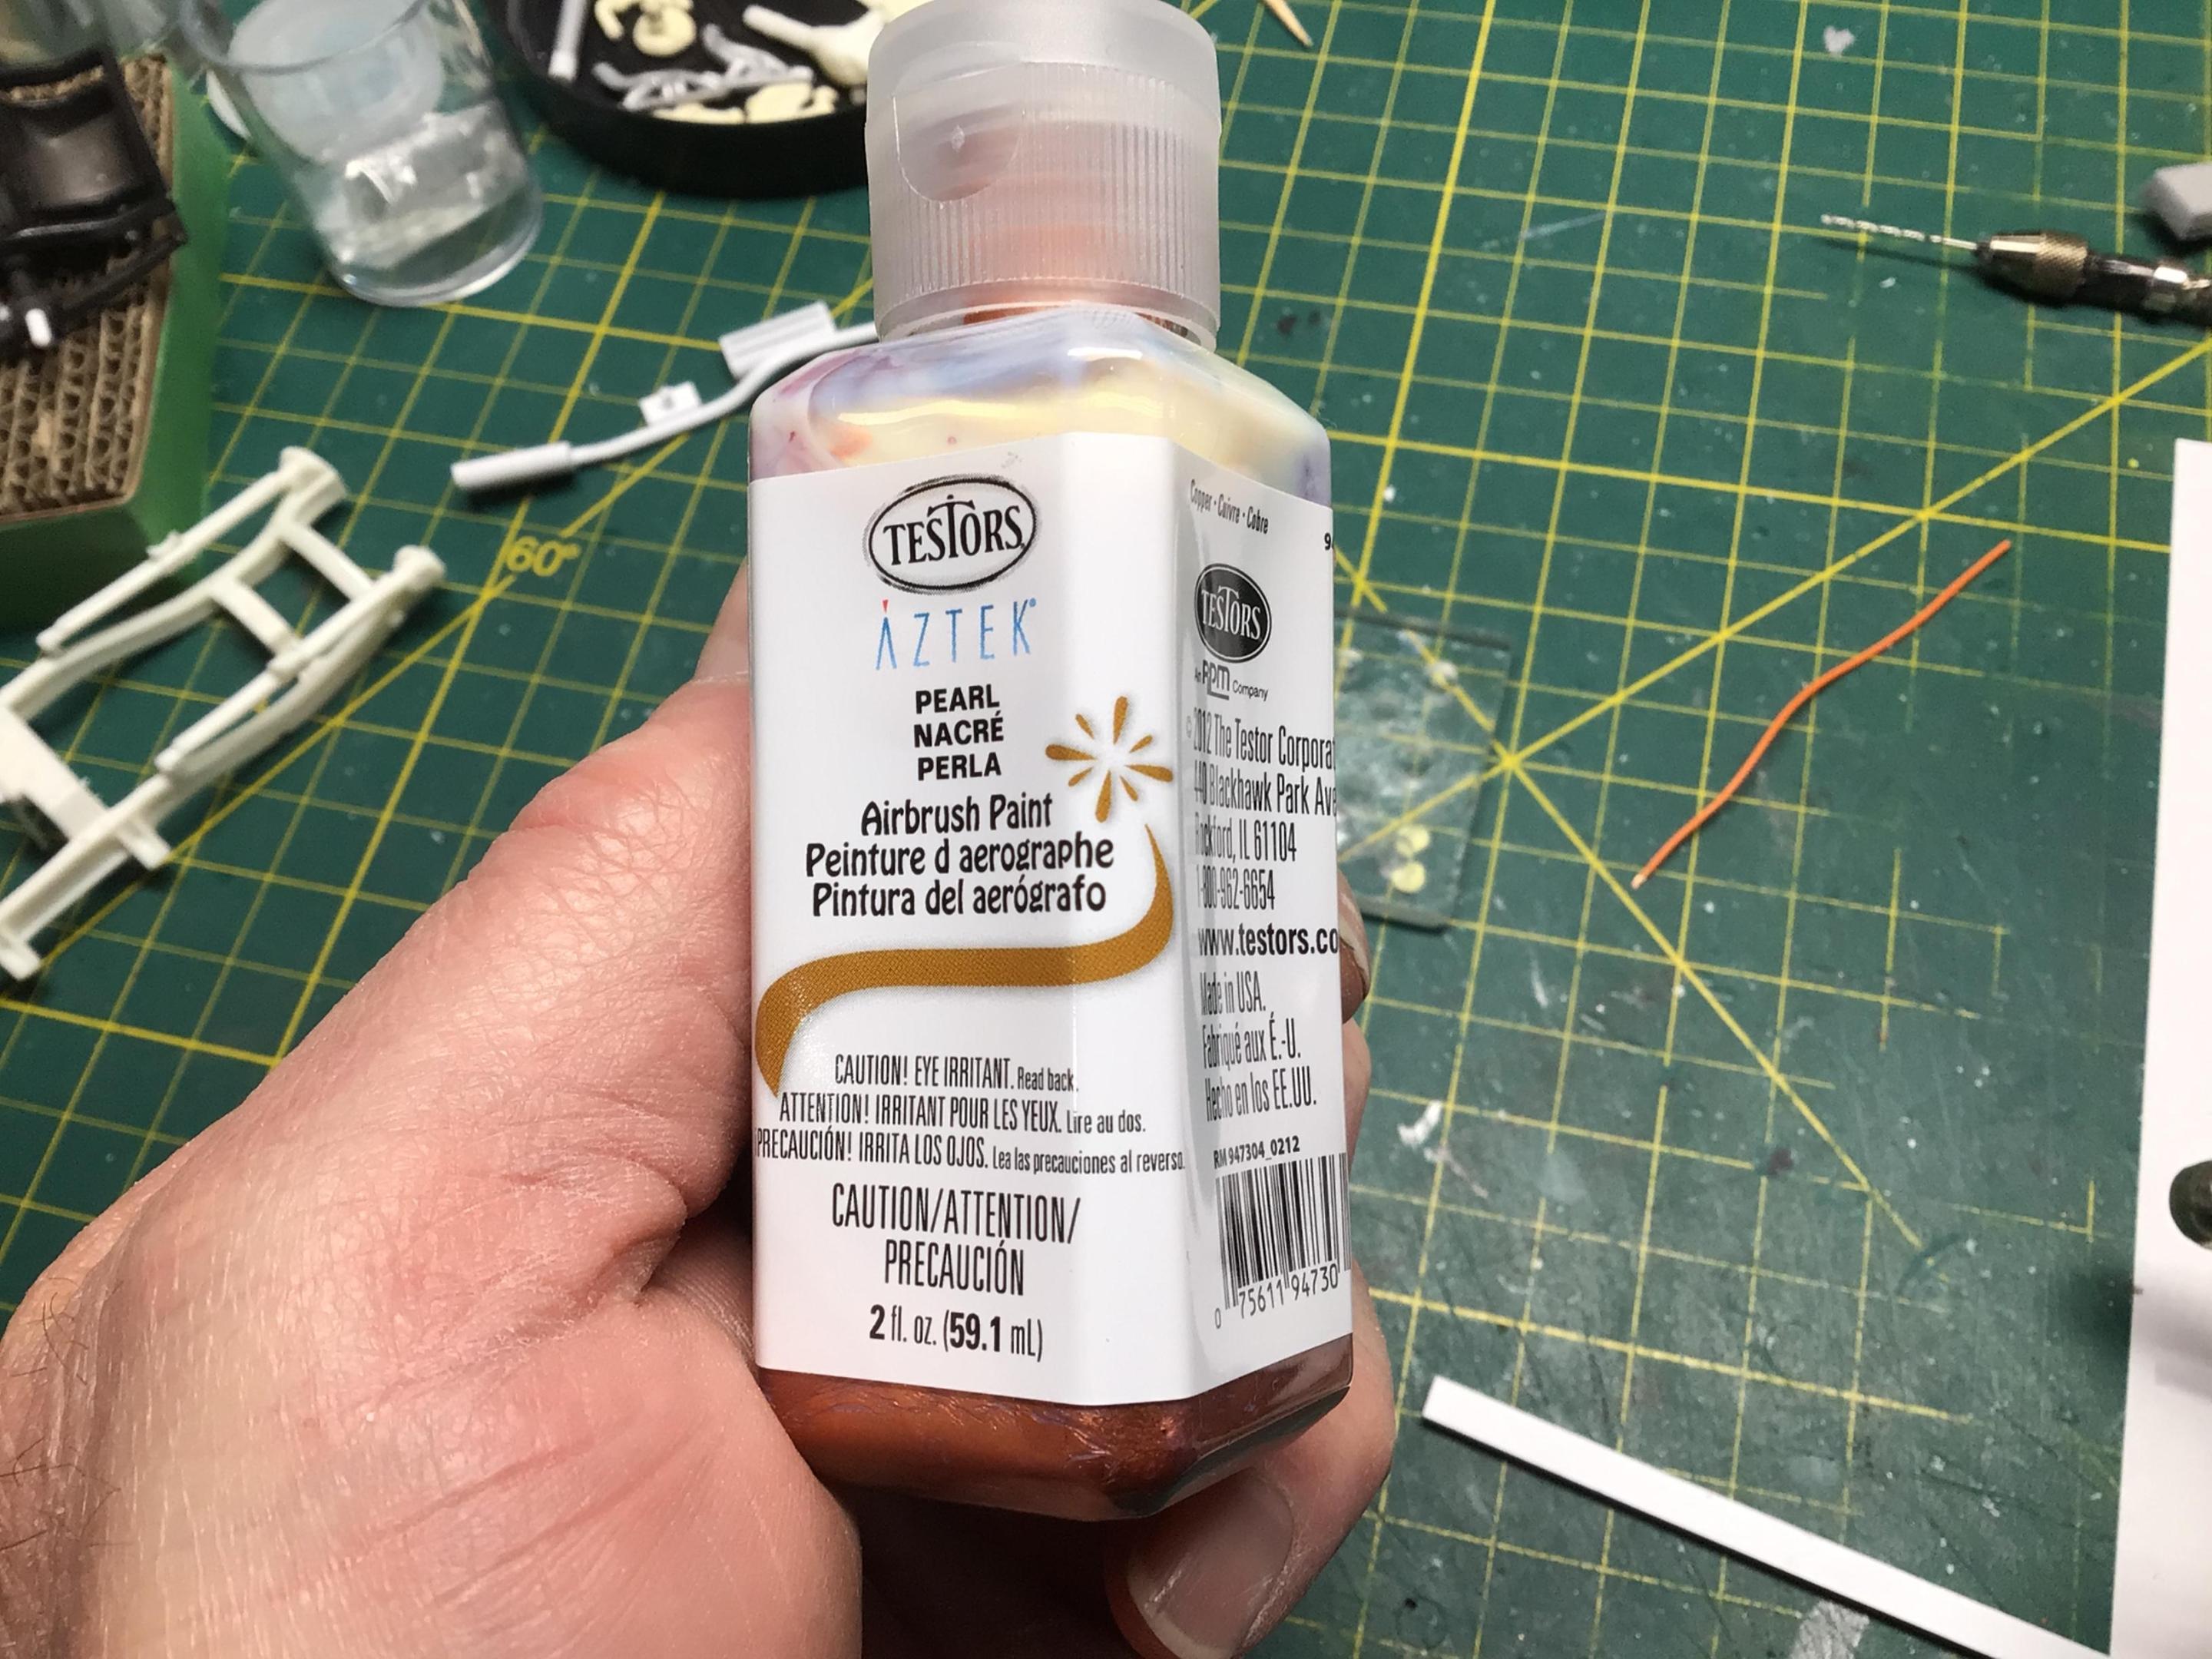 TESTORS
AZTEK®
PEARL
NACRÉ
PERLA
Airbrush Paint
Peinture d aerographe
Pintura del aerógrafo
CAUTION! EYE IRRITANT. Read back.
ATTENTION! IRRITANT POUR LES YEUX. Lire au dos.
PRECAUCIÓN! IRRITA LOS OJOS. Lea las precauciones al reverso.
CAUTION/ATTENTION/
PRECAUCIÓN
2 fl. oz. (59.1 mL)
Copper • Cuivre • Cobre
TESTORS
An RPM Company
© 2012 The Testor Corporat
440 Blackhawk Park Ave
Rockford, IL 61104
1-800-962-6654
www.testors.co
Made in USA.
Fabriqué aux É.-U.
Hecho en los EE.UU.
RM 947304_0212
0 75611 94730
60°